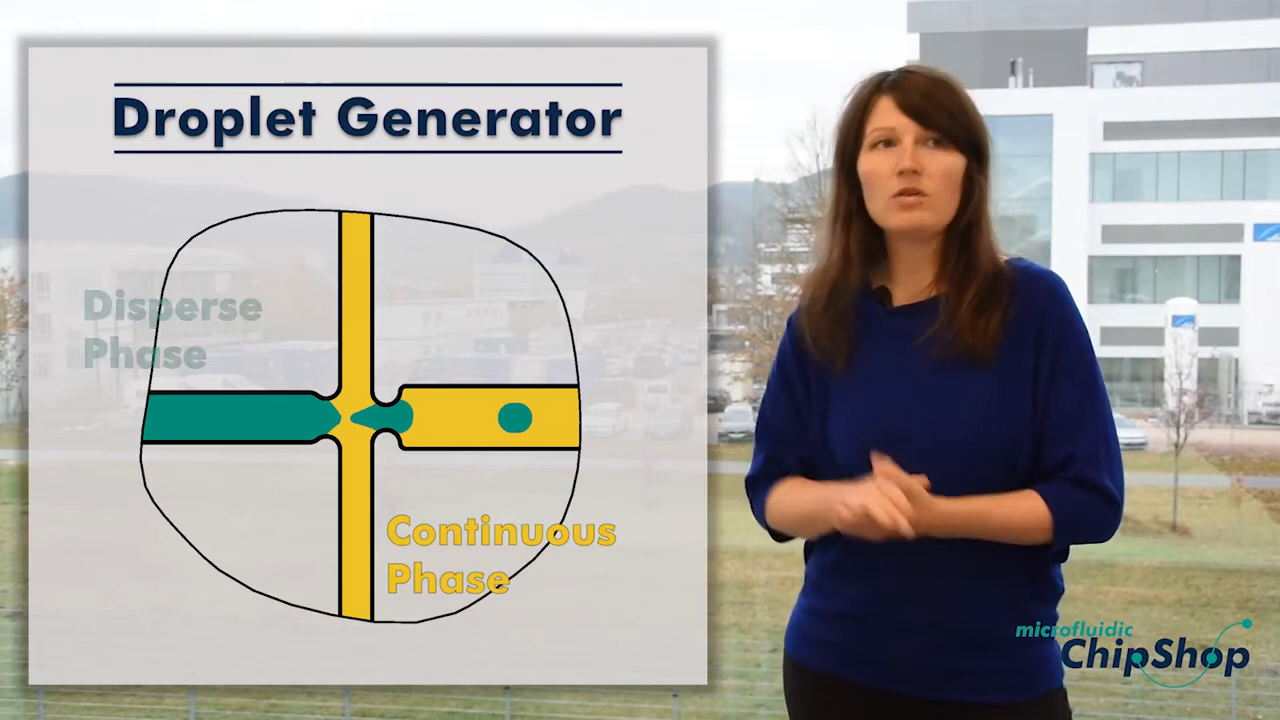 Droplet Generator
Disperse
Phase
Continuous
Phase
microfluidic
ChipShop